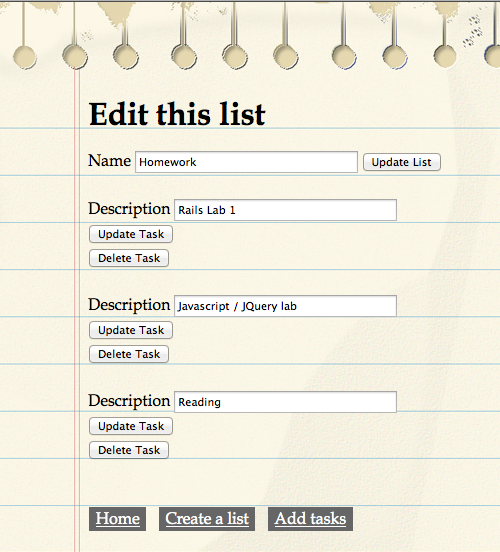 Edit this list
Name Homework Update List
Description Rails Lab 1
Update Task
Delete Task
Description Javascript / JQuery lab
Update Task
Delete Task
Description Reading
Update Task
Delete Task
Home Create a list Add tasks